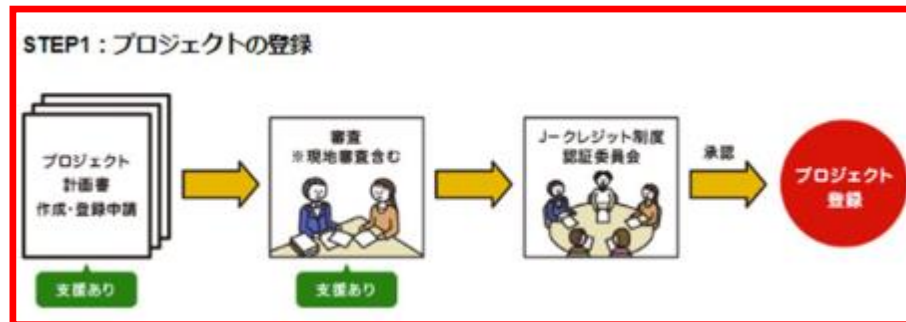 STEP1：プロジェクトの登録
プロジェクト
計画書
作成・登録申請
支援あり
審査
※現地審査含む
支援あり
J－クレジット制度
認証委員会
承認
プロジェクト
登録